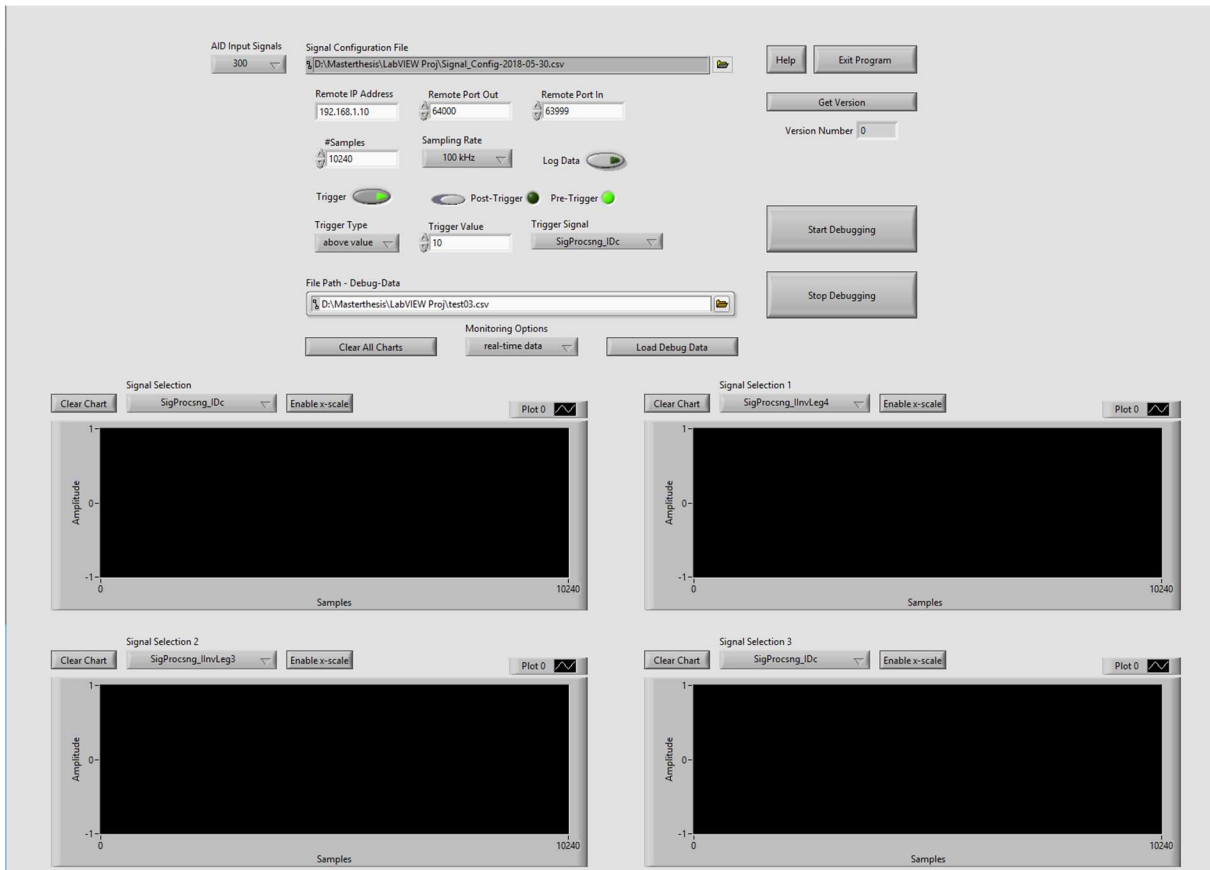 AID Input Signals
300
Signal Configuration File
D:\Masterthesis\LabVIEW Proj\Signal_Config-2018-05-30.csv
Help
Exit Program
Remote IP Address
Remote Port Out
Remote Port In
192.168.1.10
64000
63999
Get Version
Version Number 0
#Samples
Sampling Rate
10240
100 kHz
Log Data
Trigger
Post-Trigger
Pre-Trigger
Trigger Type
Trigger Value
Trigger Signal
above value
10
SigProcsng_IDc
Start Debugging
File Path - Debug-Data
D:\Masterthesis\LabVIEW Proj\test03.csv
Stop Debugging
Monitoring Options
Clear All Charts
real-time data
Load Debug Data
Signal Selection
Clear Chart
SigProcsng_IDc
Enable x-scale
Plot 0
1
0
-1
Amplitude
0
10240
Samples
Signal Selection 1
Clear Chart
SigProcsng_IInvLeg4
Enable x-scale
Plot 0
1
0
-1
Amplitude
0
10240
Samples
Signal Selection 2
Clear Chart
SigProcsng_IInvLeg3
Enable x-scale
Plot 0
1
0
-1
Amplitude
0
10240
Samples
Signal Selection 3
Clear Chart
SigProcsng_IDc
Enable x-scale
Plot 0
1
0
-1
Amplitude
0
10240
Samples